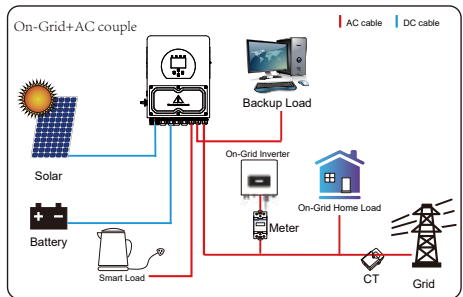 On-Grid+AC couple
AC cable
DC cable
Backup Load
On-Grid Inverter
Solar
On-Grid Home Load
Meter
Battery
Smart Load
CT
Grid